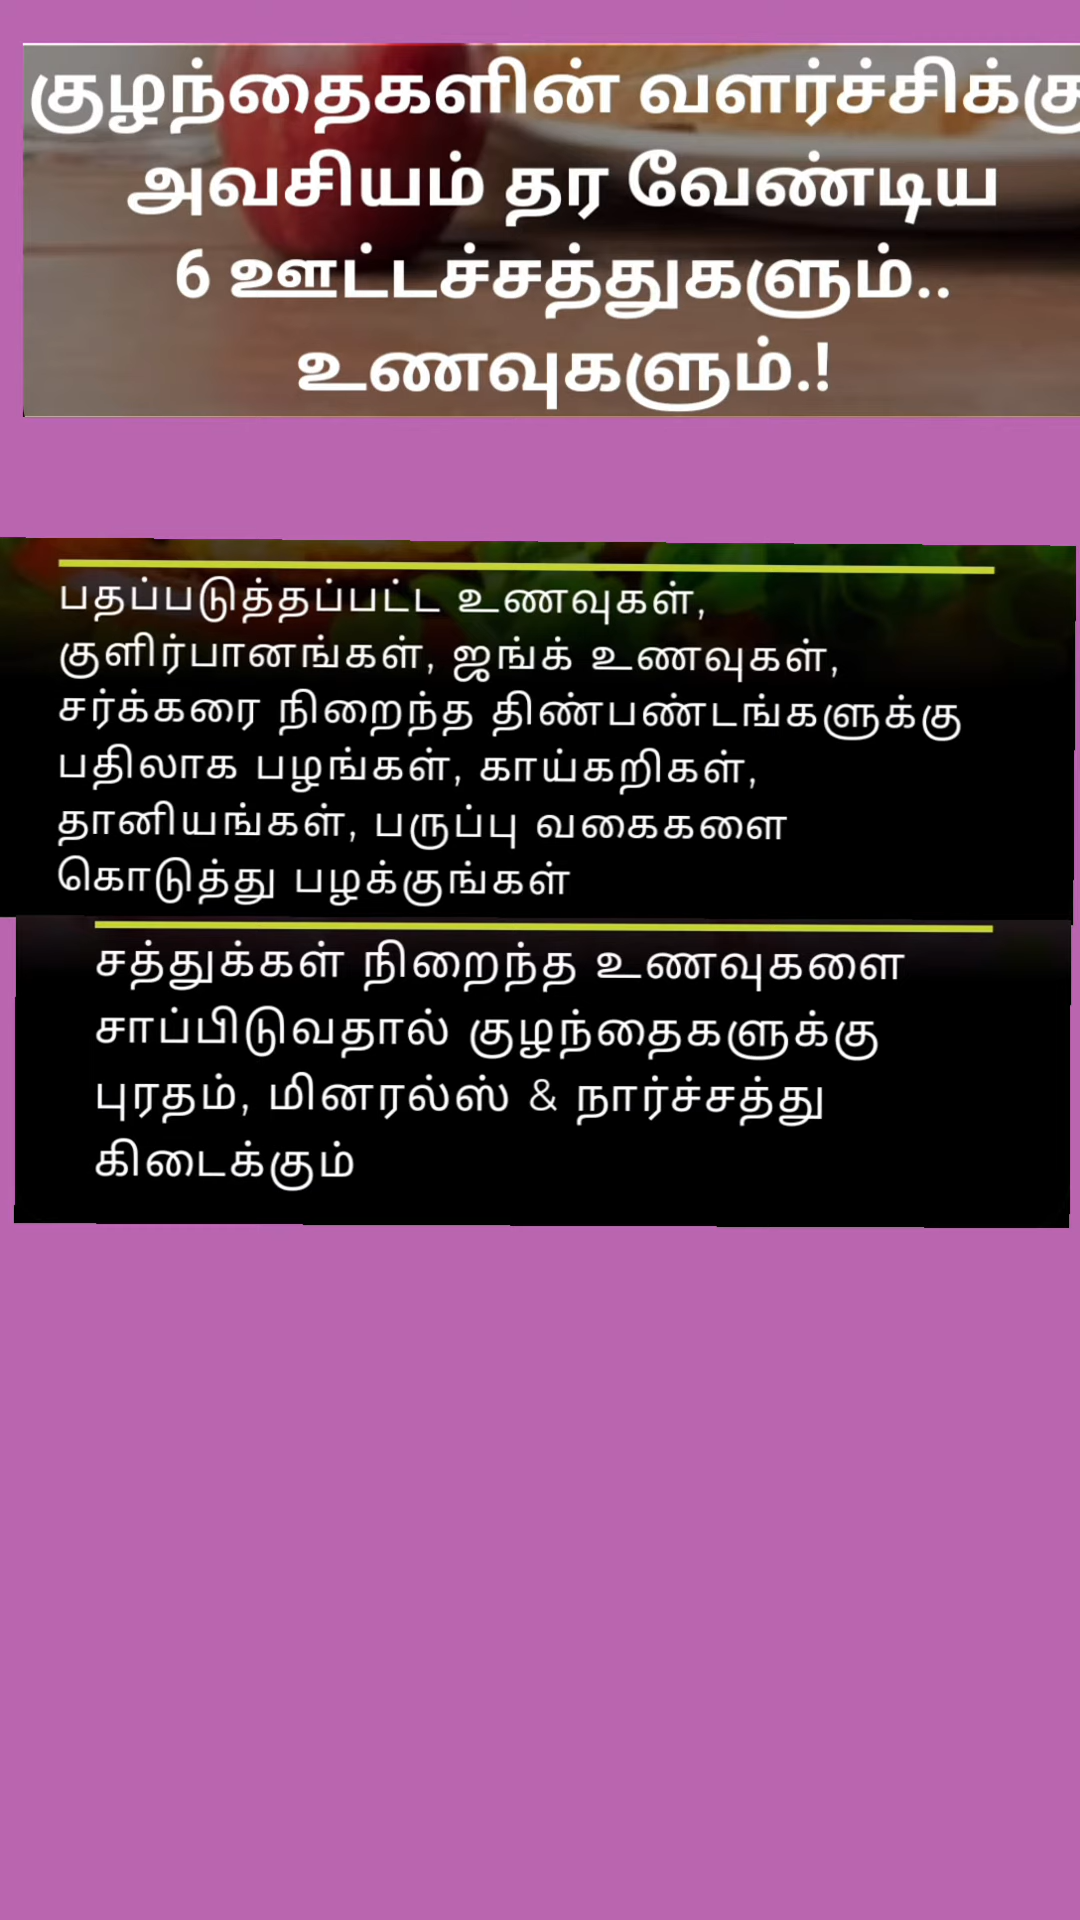 குழந்தைகளின் வளர்ச்சிக்கு
அவசியம் தர வேண்டிய
6 ஊட்டச்சத்துகளும்..
உணவுகளும்.!
பதப்படுத்தப்பட்ட உணவுகள்,
குளிர்பானங்கள், ஜங்க் உணவுகள்,
சர்க்கரை நிறைந்த திண்பண்டங்களுக்கு
பதிலாக பழங்கள், காய்கறிகள்,
தானியங்கள், பருப்பு வகைகளை
கொடுத்து பழக்குங்கள்
சத்துக்கள் நிறைந்த உணவுகளை
சாப்பிடுவதால் குழந்தைகளுக்கு
புரதம், மினரல்ஸ் & நார்ச்சத்து
கிடைக்கும்